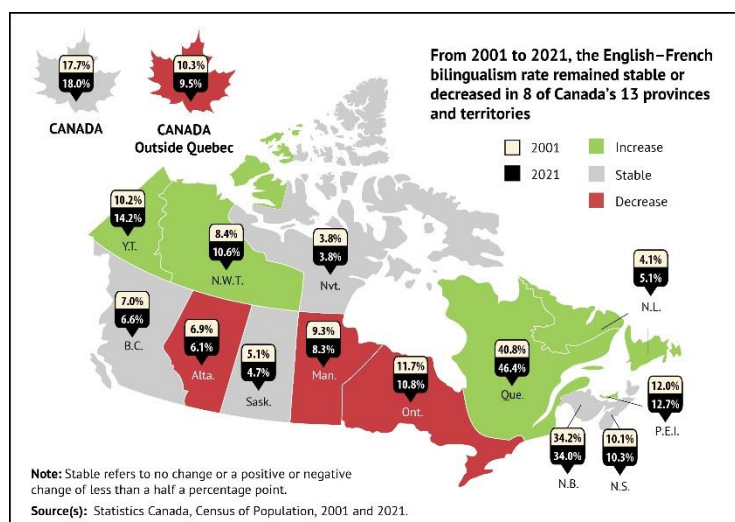 17.7%
18.0%
CANADA
10.3%
9.5%
CANADA
Outside Quebec
From 2001 to 2021, the English–French
bilingualism rate remained stable or
decreased in 8 of Canada's 13 provinces
and territories
2001
2021
Increase
Stable
Decrease
10.2%
14.2%
Y.T.
8.4%
10.6%
N.W.T.
3.8%
3.8%
Nvt.
4.1%
5.1%
N.L.
7.0%
6.6%
B.C.
6.9%
6.1%
Alta.
5.1%
4.7%
Sask.
9.3%
8.3%
Man.
11.7%
10.8%
Ont.
40.8%
46.4%
Que.
12.0%
12.7%
P.E.I.
34.2%
34.0%
N.B.
10.1%
10.3%
N.S.
Note: Stable refers to no change or a positive or negative
change of less than a half a percentage point.
Source(s): Statistics Canada, Census of Population, 2001 and 2021.